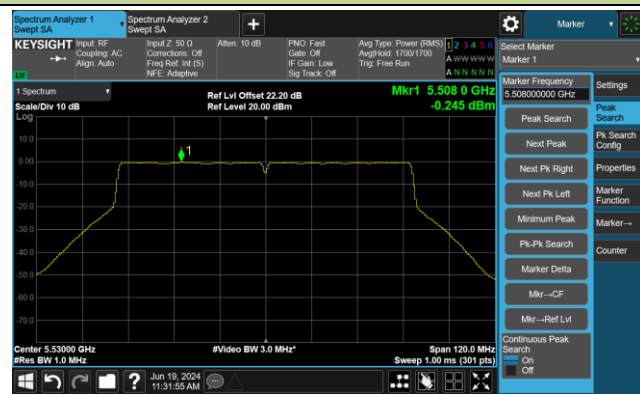 Spectrum Analyzer 1
Swept SA
Spectrum Analyzer 2
Swept SA
+
Marker
KEYSIGHT
Input: RF
Coupling: AC
Align: Auto
Input Z: 50 Ω
Corrections: Off
Freq Ref: Int (S)
NFE: Adaptive
Atten: 10 dB
PNO: Fast
Gate: Off
IF Gain: Low
Sig Track: Off
Avg Type: Power (RMS)
Avg|Hold: 1700/1700
Trig: Free Run
1 2 3 4 5 6
A W W W W W
A N N N N N
Select Marker
Marker 1
1 Spectrum
Scale/Div 10 dB
Log
Ref Lvl Offset 22.20 dB
Ref Level 20.00 dBm
Mkr1 5.508 0 GHz
-0.245 dBm
10.0
0.00
-10.0
-20.0
-30.0
-40.0
-50.0
-60.0
-70.0
1
Center 5.53000 GHz
#Res BW 1.0 MHz
#Video BW 3.0 MHz*
Span 120.0 MHz
Sweep 1.00 ms (301 pts)
Marker Frequency
5.508000000 GHz
Peak Search
Next Peak
Next Pk Right
Next Pk Left
Minimum Peak
Pk-Pk Search
Marker Delta
Mkr→CF
Mkr→Ref Lvl
Continuous Peak
Search
On
Off
Settings
Peak
Search
Pk Search
Config
Properties
Marker
Function
Marker→
Counter
?
Jun 19, 2024
11:31:55 AM